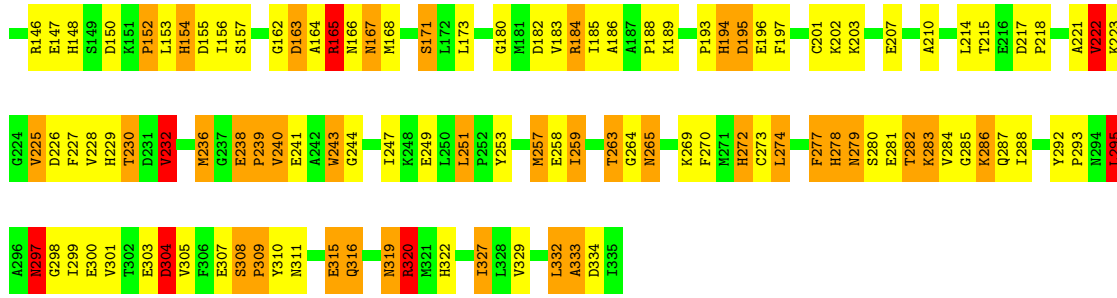 R146 E147 H148 S149 D150 K151 P152 L153 H154 D155 I156 S157 G162 D163 A164 R165 N166 N167 M168 S171 L172 L173 G180 M181 D182 V183 R184 I185 A186 A187 P188 K189 P193 H194 D195 E196 F197 C201 K202 K203 E207 A210 L214 T215 E216 D217 P218 A221 V222 K223
G224 V225 D226 F227 V228 H229 T230 D231 V232 M236 G237 E238 P239 V240 E241 A242 W243 G244 I247 K248 E249 L250 L251 P252 Y253 M257 E258 I259 T263 G264 N265 K269 F270 M271 H272 C273 L274 F277 H278 N279 S280 E281 T282 K283 V284 G285 K286 Q287 I288 Y292 P293 N294 L295
A296 N297 G298 I299 E300 V301 T302 E303 D304 V305 F306 E307 S308 P309 Y310 N311 E315 Q316 N319 R320 M321 H322 I327 L328 V329 L332 A333 D334 I335